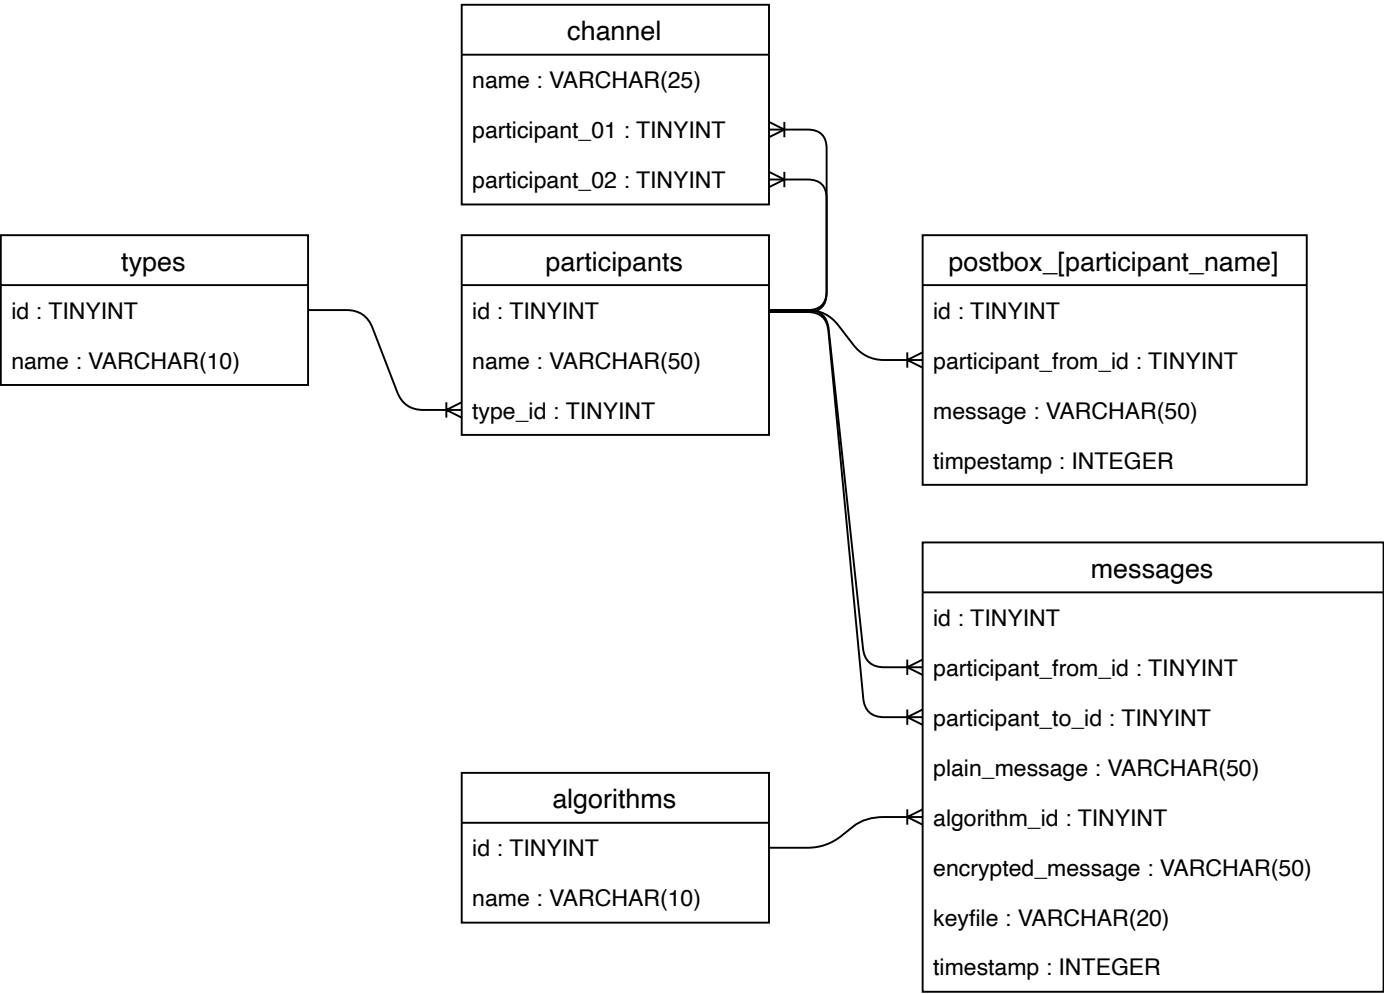 channel
name : VARCHAR(25)
participant_01 : TINYINT
participant_02 : TINYINT
types
id : TINYINT
name : VARCHAR(10)
participants
id : TINYINT
name : VARCHAR(50)
type_id : TINYINT
postbox_[participant_name]
id : TINYINT
participant_from_id : TINYINT
message : VARCHAR(50)
timpestamp : INTEGER
messages
id : TINYINT
participant_from_id : TINYINT
participant_to_id : TINYINT
plain_message : VARCHAR(50)
algorithm_id : TINYINT
encrypted_message : VARCHAR(50)
keyfile : VARCHAR(20)
timestamp : INTEGER
algorithms
id : TINYINT
name : VARCHAR(10)